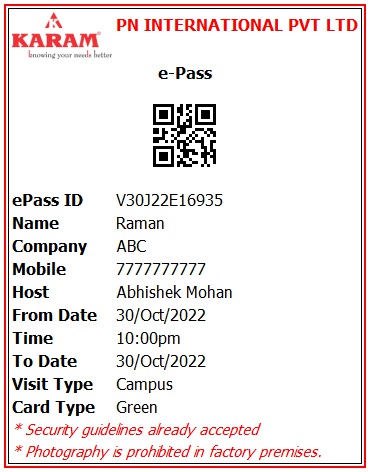 PN INTERNATIONAL PVT LTD
KARAM®
knowing your needs better
e-Pass
ePass ID V30J22E16935
Name Raman
Company ABC
Mobile 7777777777
Host Abhishek Mohan
From Date 30/Oct/2022
Time 10:00pm
To Date 30/Oct/2022
Visit Type Campus
Card Type Green
* Security guidelines already accepted
* Photography is prohibited in factory premises.